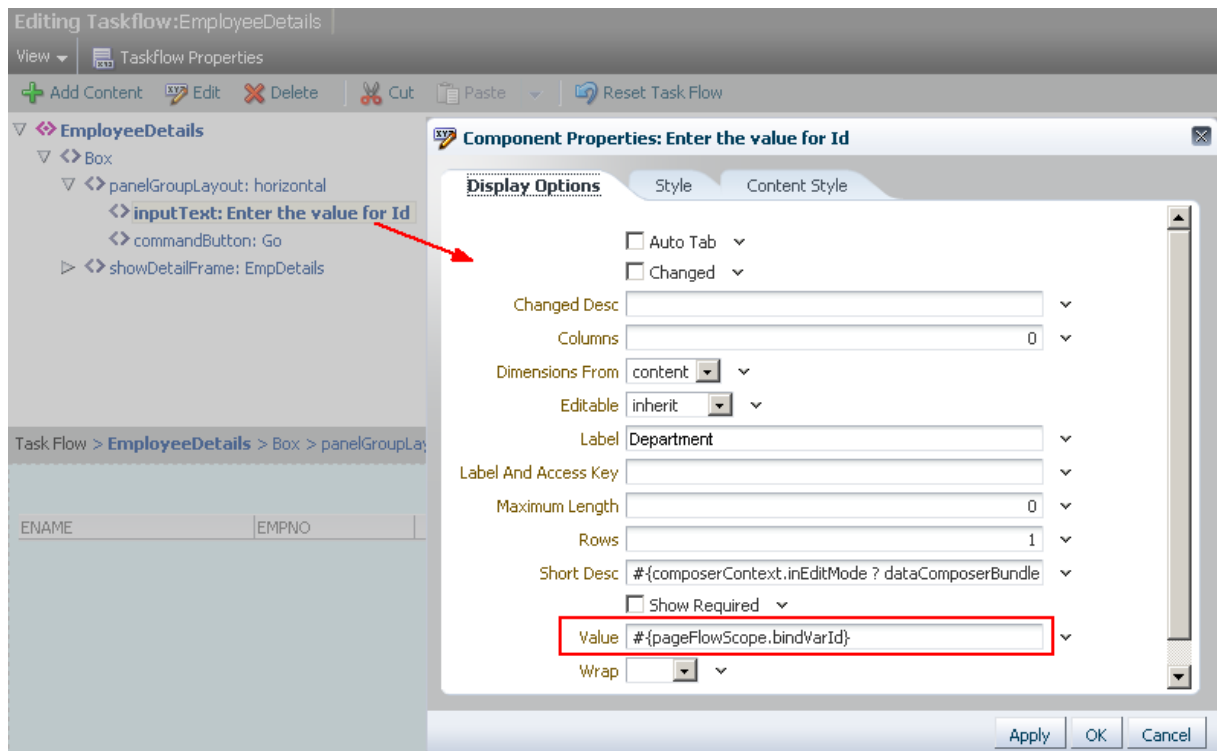 Editing Taskflow:EmployeeDetails
View
Taskflow Properties
Add Content Edit Delete Cut Paste Reset Task Flow
EmployeeDetails
Box
panelGroupLayout: horizontal
inputText: Enter the value for Id
commandButton: Go
showDetailFrame: EmpDetails
Task Flow > EmployeeDetails > Box > panelGroupLay
ENAME EMPNO
Component Properties: Enter the value for Id
Display Options Style Content Style
Auto Tab
Changed
Changed Desc
Columns 0
Dimensions From content
Editable inherit
Label Department
Label And Access Key
Maximum Length 0
Rows 1
Short Desc #{composerContext.inEditMode ? dataComposerBundle
Show Required
Value #{pageFlowScope.bindVarId}
Wrap
Apply OK Cancel